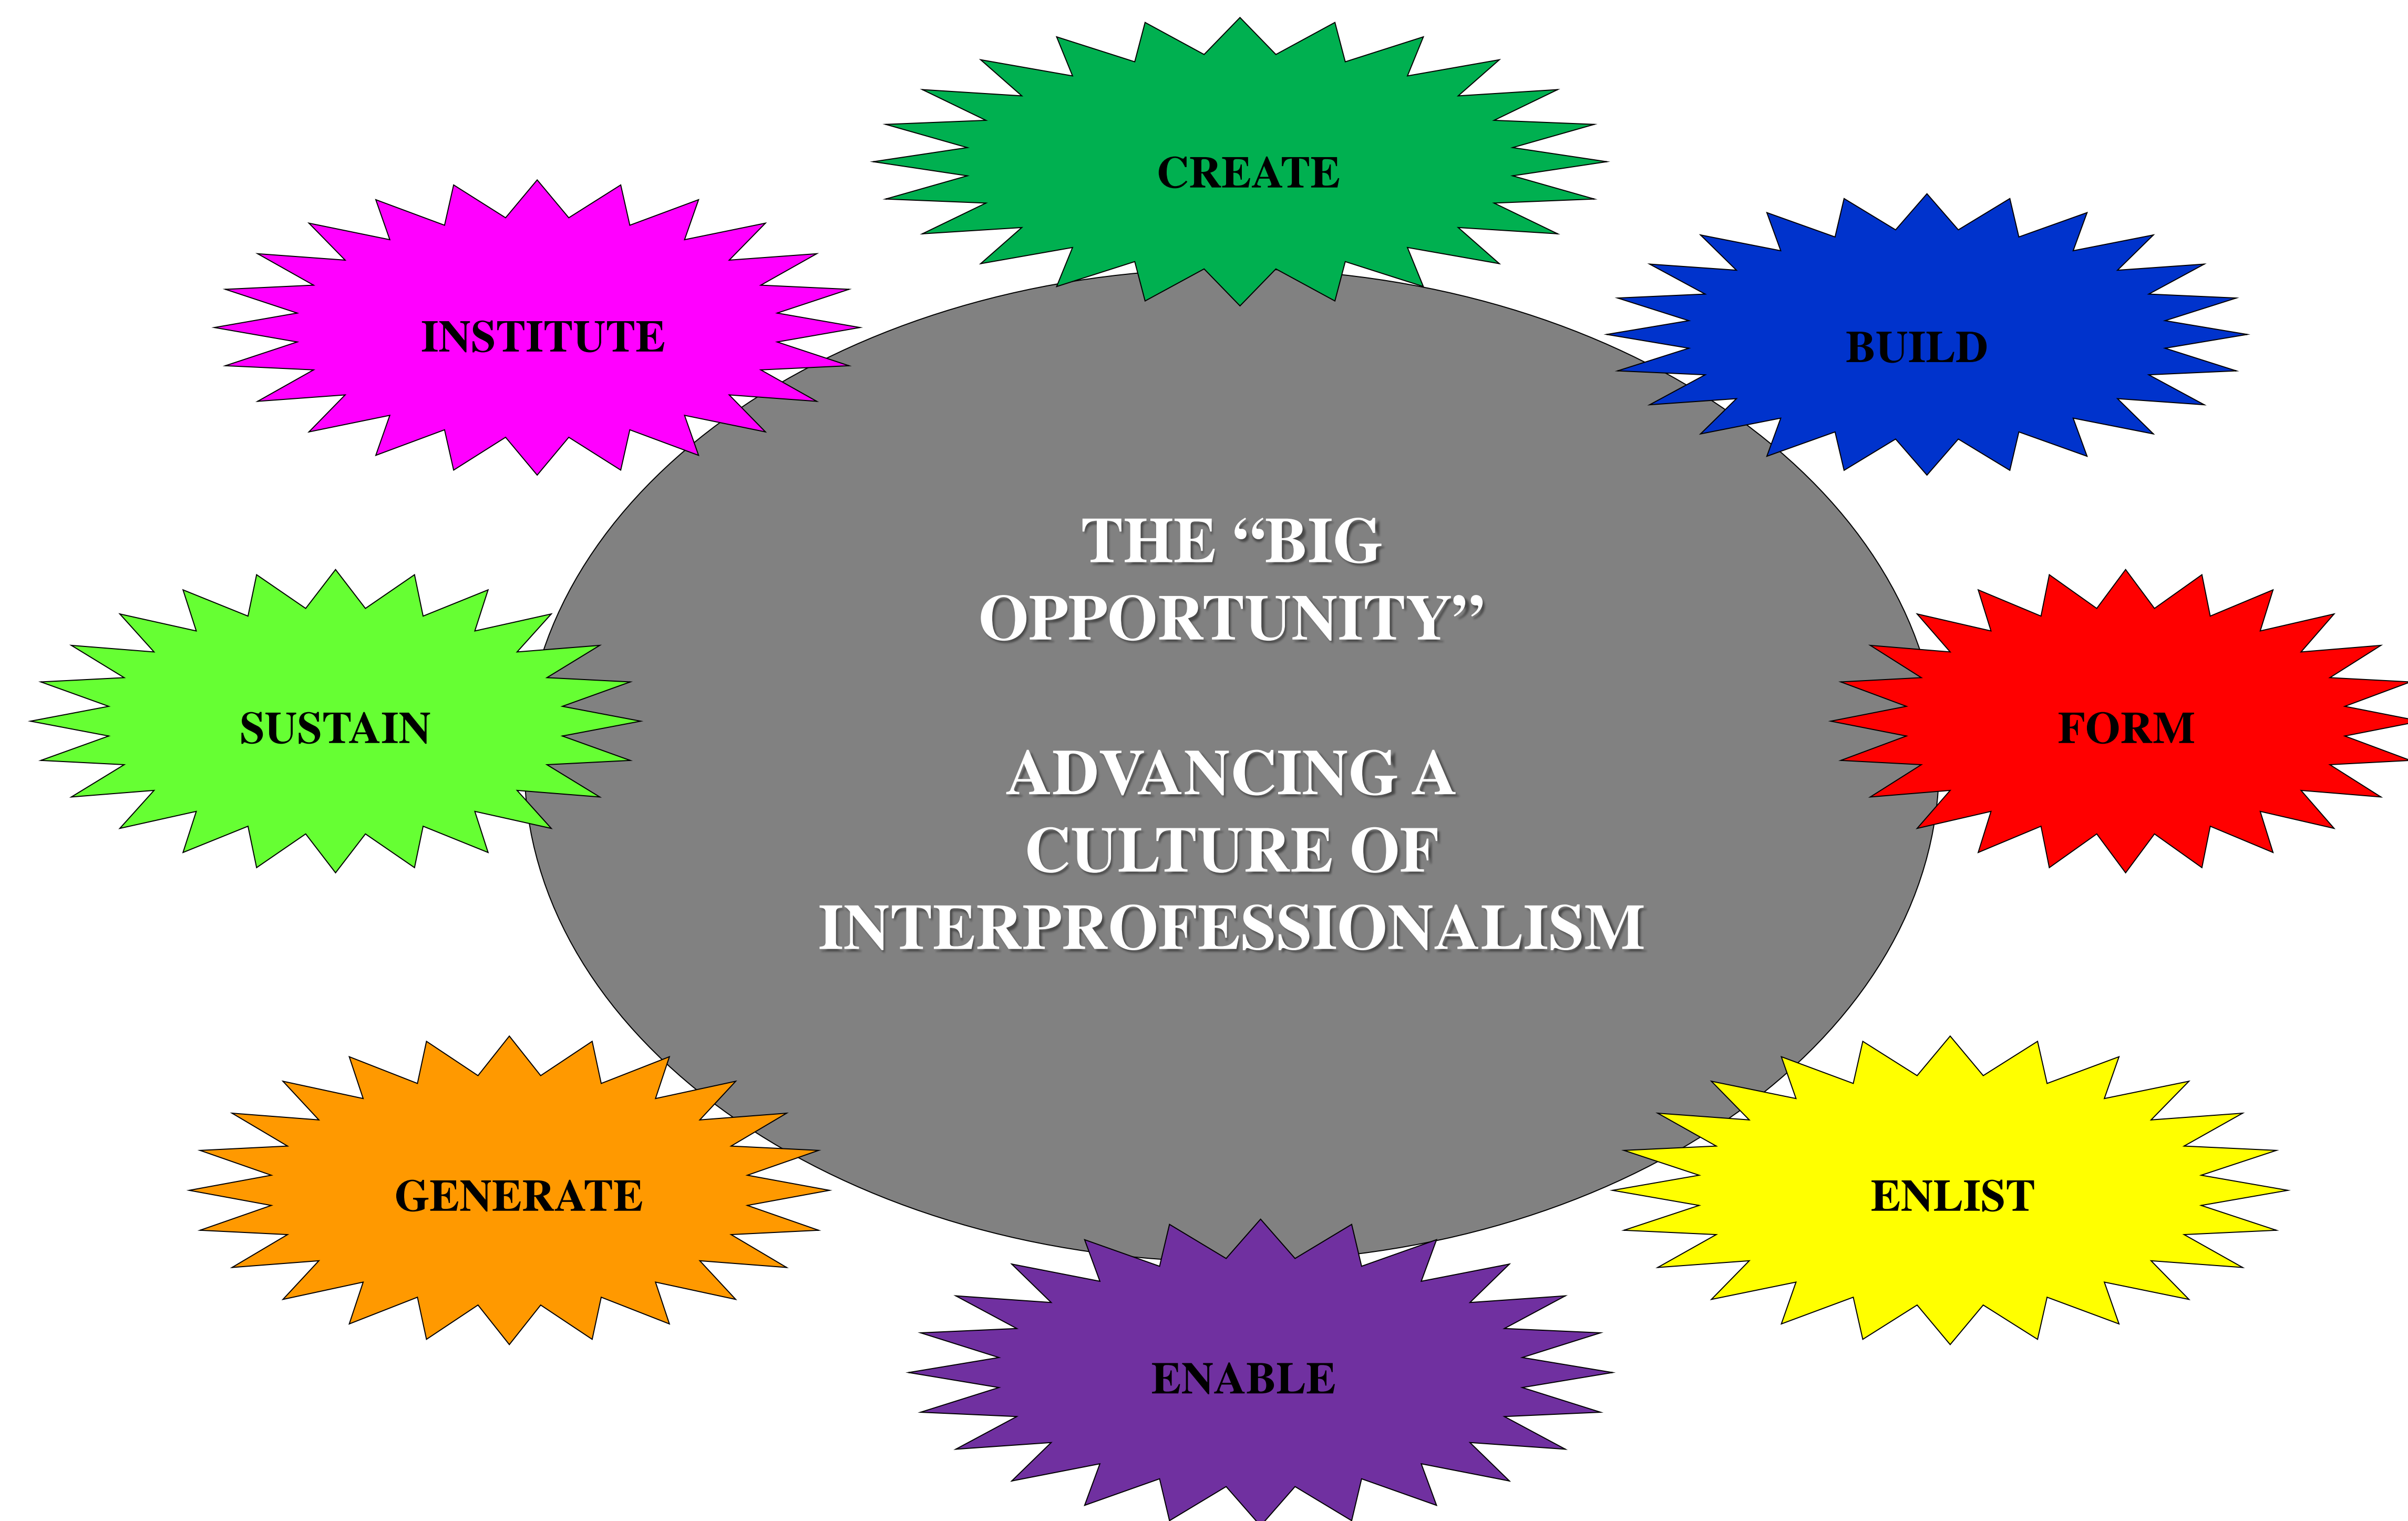 CREATE
INSTITUTE
BUILD
THE “BIG
OPPORTUNITY”
ADVANCING A
CULTURE OF
INTERPROFESSIONALISM
SUSTAIN
FORM
GENERATE
ENLIST
ENABLE